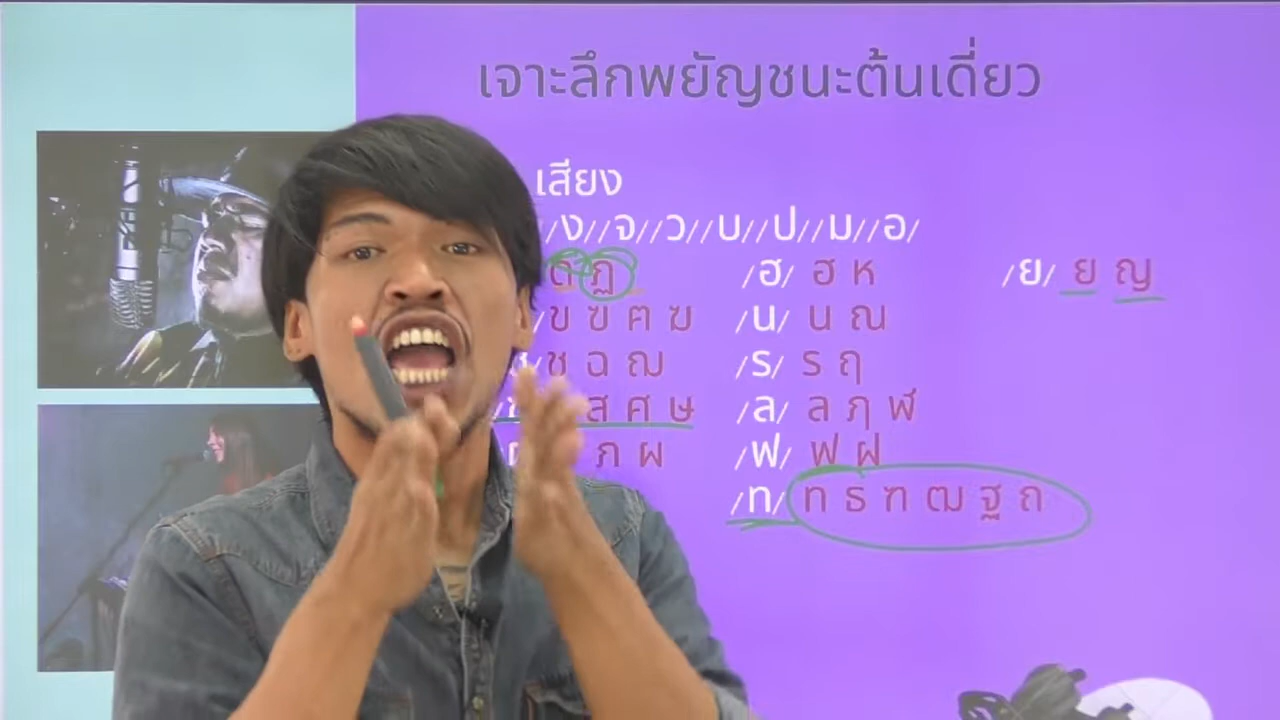 เจาะลึกพยัญชนะต้นเดี่ยว
เสียง
/ง//จ//ว//บ//ป//ม//อ/
ด ฏ /ฮ/ ฮ ห /ย/ ย ญ
/ข ฃ ฅ ฆ /น/ น ณ
/ช ฉ ฌ /ร/ ร ฤ
/ส ศ ษ /ล/ ล ฦ ฬ
ภ ผ /ฟ/ ฟ ฝ
/ท/ ท ธ ฑ ฒ ฐ ถ